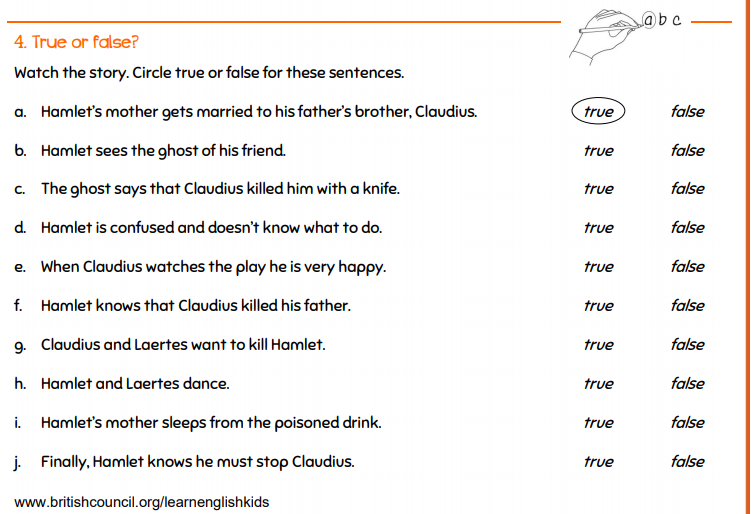 a b c
4. True or false?
Watch the story. Circle true or false for these sentences.
a. Hamlet's mother gets married to his father's brother, Claudius. true false
b. Hamlet sees the ghost of his friend. true false
c. The ghost says that Claudius killed him with a knife. true false
d. Hamlet is confused and doesn't know what to do. true false
e. When Claudius watches the play he is very happy. true false
f. Hamlet knows that Claudius killed his father. true false
g. Claudius and Laertes want to kill Hamlet. true false
h. Hamlet and Laertes dance. true false
i. Hamlet's mother sleeps from the poisoned drink. true false
j. Finally, Hamlet knows he must stop Claudius. true false
www.britishcouncil.org/learnenglishkids